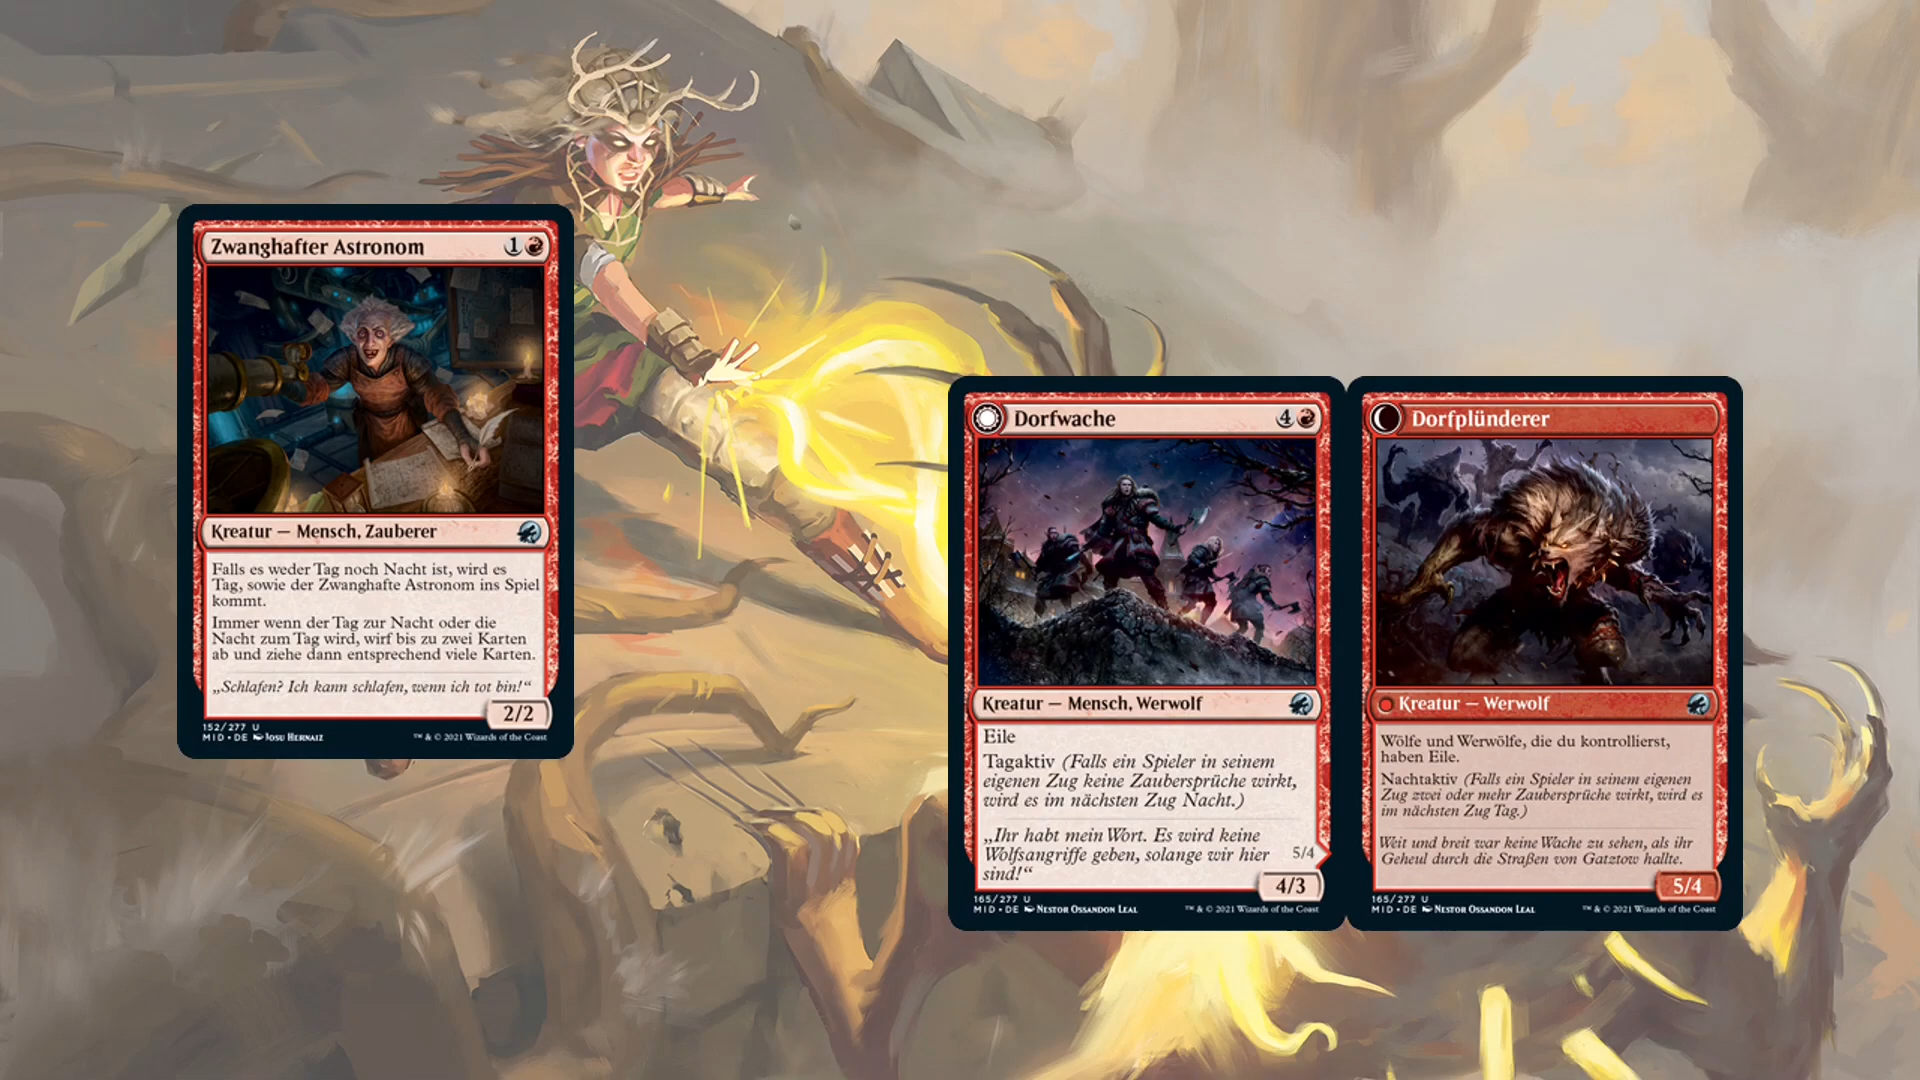 Zwanghafter Astronom 1
Kreatur — Mensch, Zauberer
Falls es weder Tag noch Nacht ist, wird es
Tag, sowie der Zwanghafte Astronom ins Spiel
kommt.
Immer wenn der Tag zur Nacht oder die
Nacht zum Tag wird, wirf bis zu zwei Karten
ab und ziehe dann entsprechend viele Karten.
„Schlafen? Ich kann schlafen, wenn ich tot bin!“
2/2
152/277 U
MID • DE Iosu Hernaiz ™ & © 2021 Wizards of the Coast
Dorfwache 4
Kreatur — Mensch, Werwolf
Eile
Tagaktiv (Falls ein Spieler in seinem
eigenen Zug keine Zaubersprüche wirkt,
wird es im nächsten Zug Nacht.)
„Ihr habt mein Wort. Es wird keine
Wolfsangriffe geben, solange wir hier
sind!“
5/4
4/3
165/277 U
MID • DE Nestor Ossandon Leal ™ & © 2021 Wizards of the Coast
Dorfplünderer
Kreatur — Werwolf
Wölfe und Werwölfe, die du kontrollierst,
haben Eile.
Nachtaktiv (Falls ein Spieler in seinem eigenen
Zug zwei oder mehr Zaubersprüche wirkt, wird es
im nächsten Zug Tag.)
Weit und breit war keine Wache zu sehen, als ihr
Geheul durch die Straßen von Gatztow hallte.
5/4
165/277 U
MID • DE Nestor Ossandon Leal ™ & © 2021 Wizards of the Coast